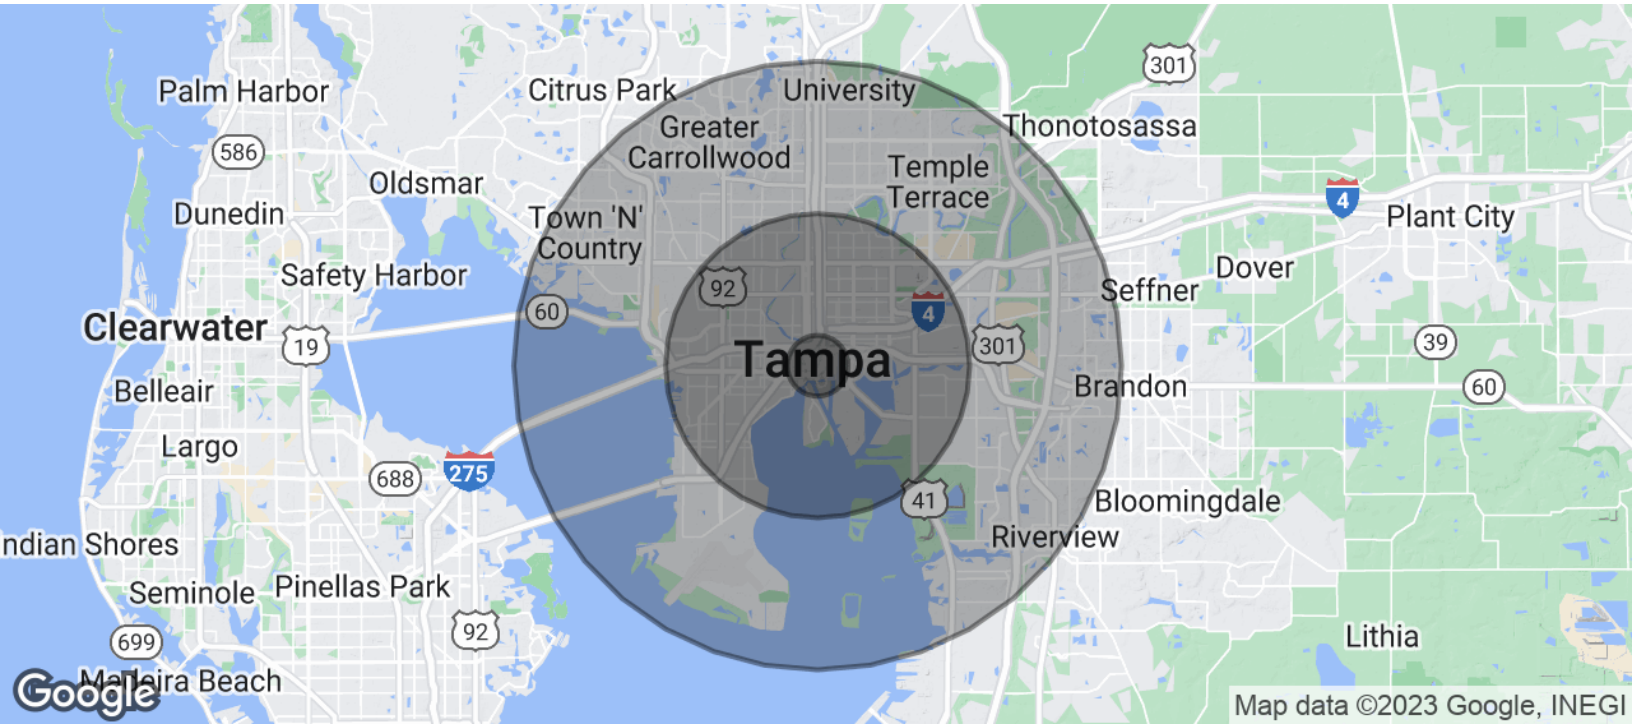 301
Palm Harbor
Citrus Park
University
Greater
Carrollwood
Thonotosassa
586
Oldsmar
Temple
Terrace
Dunedin
Town 'N'
Country
4
Plant City
Safety Harbor
92
Dover
Seffner
60
4
Clearwater
19
301
39
Tampa
Belleair
Brandon
60
Largo
688
275
41
Bloomingdale
Riverview
ndian Shores
Seminole
Pinellas Park
92
699
Lithia
Madeira Beach
Google
Map data ©2023 Google, INEGI